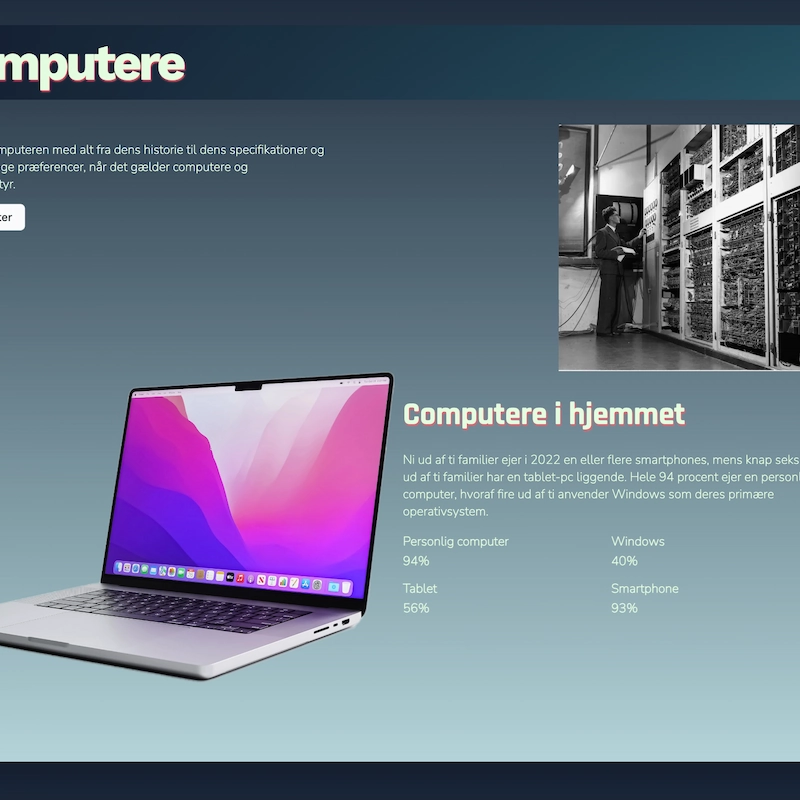 mputere
mputeren med alt fra dens historie til dens specifikationer og
ge præferencer, når det gælder computere og
tyr.
ter
Computere i hjemmet
Ni ud af ti familier ejer i 2022 en eller flere smartphones, mens knap seks
ud af ti familier har en tablet-pc liggende. Hele 94 procent ejer en personl
computer, hvoraf fire ud af ti anvender Windows som deres primære
operativsystem.
Personlig computer
Windows
94%
40%
Tablet
Smartphone
56%
93%